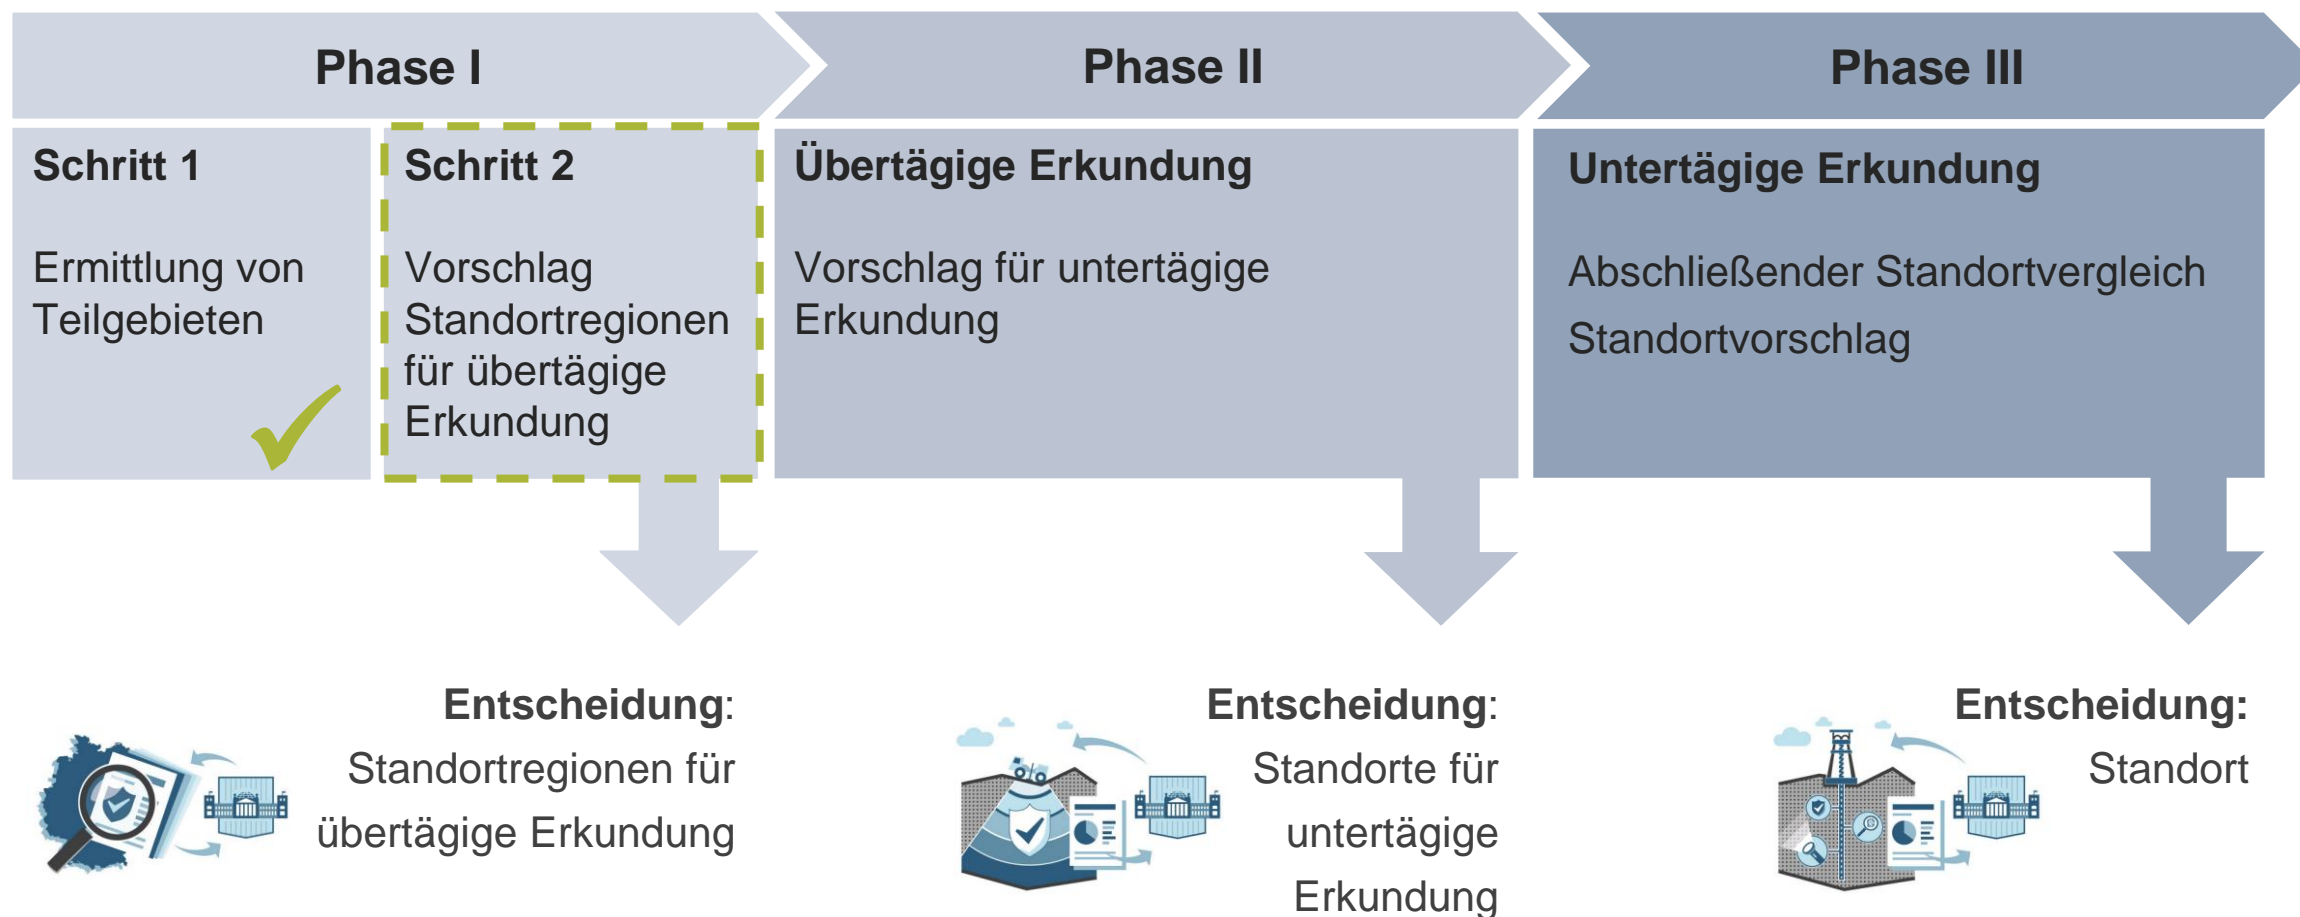 Phase I
Phase II
Phase III
Schritt 1
Ermittlung von
Teilgebieten
Schritt 2
Vorschlag
Standortregionen
für übertägige
Erkundung
Übertägige Erkundung
Vorschlag für untertägige
Erkundung
Untertägige Erkundung
Abschließender Standortvergleich
Standortvorschlag
Entscheidung:
Standortregionen für
übertägige Erkundung
Entscheidung:
Standorte für
untertägige
Erkundung
Entscheidung:
Standort